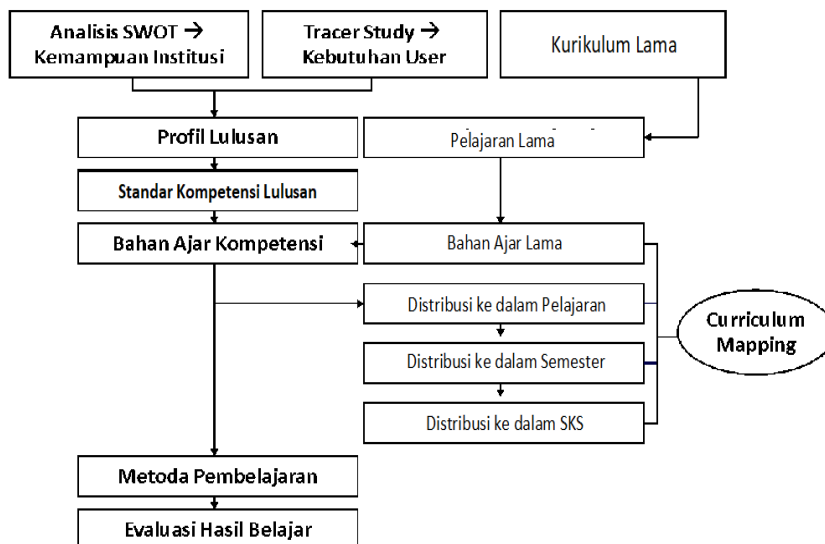 Analisis SWOT →
Kemampuan Institusi
Tracer Study →
Kebutuhan User
Kurikulum Lama
Profil Lulusan
Pelajaran Lama
Standar Kompetensi Lulusan
Bahan Ajar Kompetensi
Bahan Ajar Lama
Distribusi ke dalam Pelajaran
Distribusi ke dalam Semester
Distribusi ke dalam SKS
Curriculum
Mapping
Metoda Pembelajaran
Evaluasi Hasil Belajar